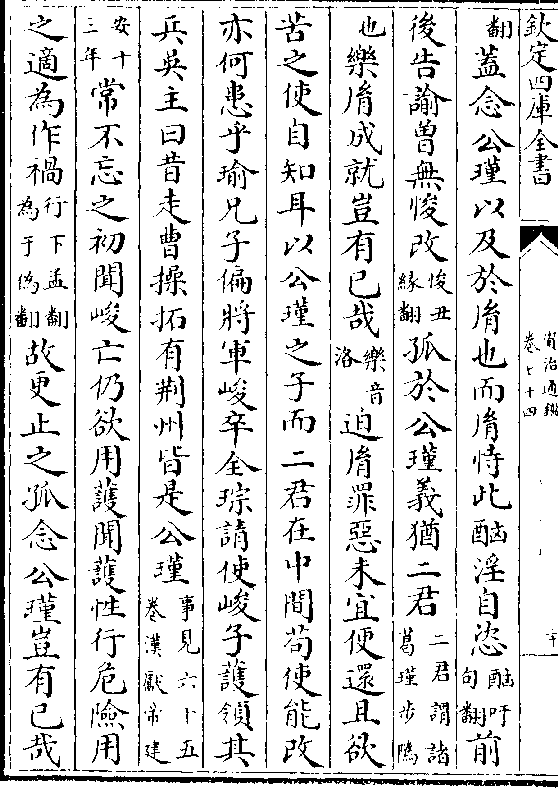 欽定四庫全書
資治通鑑
卷七十四
翻蓋念公瑾以及於𦙍也而𦙍恃此酗淫自恣酗吁句翻前
後告諭曽無悛改悛丑緣翻孤於公瑾義猶二君二君謂諸葛瑾步隲
也樂𦙍成就豈有已哉樂音洛迫𦙍罪惡未宜便還且欲
苦之使自知耳以公瑾之子而二君在中間苟使能改
亦何患乎瑜兄子偏將軍峻卒全琮請使峻子䕶領其
兵吳主曰昔走曹操拓有荆州皆是公瑾事見六十五卷漢獻帝建
安十三年常不忘之初聞峻亡仍欲用䕶聞䕶性行危險用
之適為作禍行下孟翻為于偽翻故更止之孤念公瑾豈有已哉